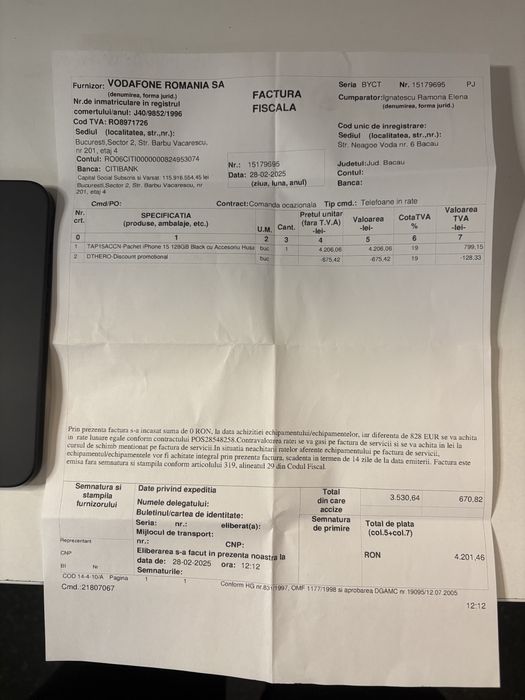 Furnizor: VODAFONE ROMANIA SA
(denumirea, forma jurid.)
Nr.de inmatriculare in registrul
comertului/anul: J40/9852/1996
Cod TVA: RO8971726
Sediul (localitatea, str.,nr.):
Bucuresti,Sector 2, Str. Barbu Vacarescu,
nr 201, etaj 4
Contul: RO06CITI0000000824953074
Banca: CITIBANK
Capital Social Subscris si Varsat: 115.916.554,45 lei
Bucuresti,Sector 2, Str. Barbu Vacarescu, nr
201, etaj 4
FACTURA
FISCALA
Nr.: 15179695
Data: 28-02-2025
(ziua, luna, anul)
Seria BYCT Nr. 15179695 PJ
Cumparator:Ignatescu Ramona Elena
(denumirea, forma jurid.)
Cod unic de inregistrare:
Sediul (localitatea, str.,nr.):
Str. Neagoe Voda nr. 6 Bacau
Judetul:Jud. Bacau
Contul:
Banca:
Cmd/PO: Contract:Comanda ocazionala Tip cmd.: Telefoane in rate
Nr. crt. SPECIFICATIA (produse, ambalaje, etc.) U.M. Cant. Pretul unitar (fara T.V.A) -lei- Valoarea -lei- CotaTVA % Valoarea TVA -lei-
0 1 2 3 4 5 6 7
1 TAP15ACCN-Pachet iPhone 15 128GB Black cu Accesoriu Husa buc 1 4.206,06 4.206,06 19 799,15
2 OTHERO-Discount promotional buc -675,42 -675,42 19 -128,33
Prin prezenta factura s-a incasat suma de 0 RON, la data achizitiei echipamentului/echipamentelor, iar diferenta de 828 EUR se va achita
in rate lunare egale conform contractului POS28548258.Contravaloarea ratei se va gasi pe factura de servicii si se va achita in lei la
cursul de schimb mentionat pe factura de servicii.In situatia neachitarii ratelor aferente echipamentului pe factura de servicii,
echipamentul/echipamentele vor fi achitate integral prin prezenta factura, scadenta in termen de 14 zile de la data emiterii. Factura este
emisa fara semnatura si stampila conform articolului 319, alineatul 29 din Codul Fiscal.
Semnatura si
stampila
furnizorului
Reprezentant
CNP
BI Nr
Date privind expeditia
Numele delegatului:
Buletinul/cartea de identitate:
Seria: nr.: eliberat(a):
Mijlocul de transport:
nr.: CNP:
Eliberarea s-a facut in prezenta noastra la
data de: 28-02-2025 ora: 12:12
Semnaturile:
Total
din care
accize
3.530,64 670,82
Semnatura
de primire
Total de plata
(col.5+col.7)
RON 4.201,46
COD 14-4-10/A Pagina 1 1 Conform HG nr.831/1997, OMF 1177/1998 si aprobarea DGAMC nr 19095/12.07.2005
Cmd.:21807067
12:12